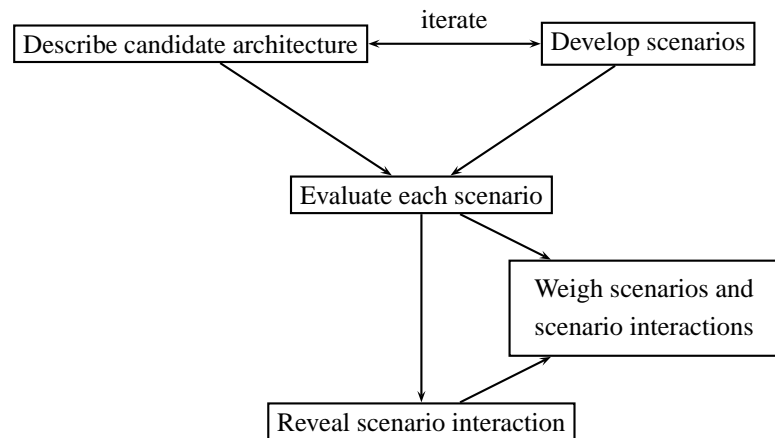 iterate
Describe candidate architecture
Develop scenarios
Evaluate each scenario
Weigh scenarios and
scenario interactions
Reveal scenario interaction